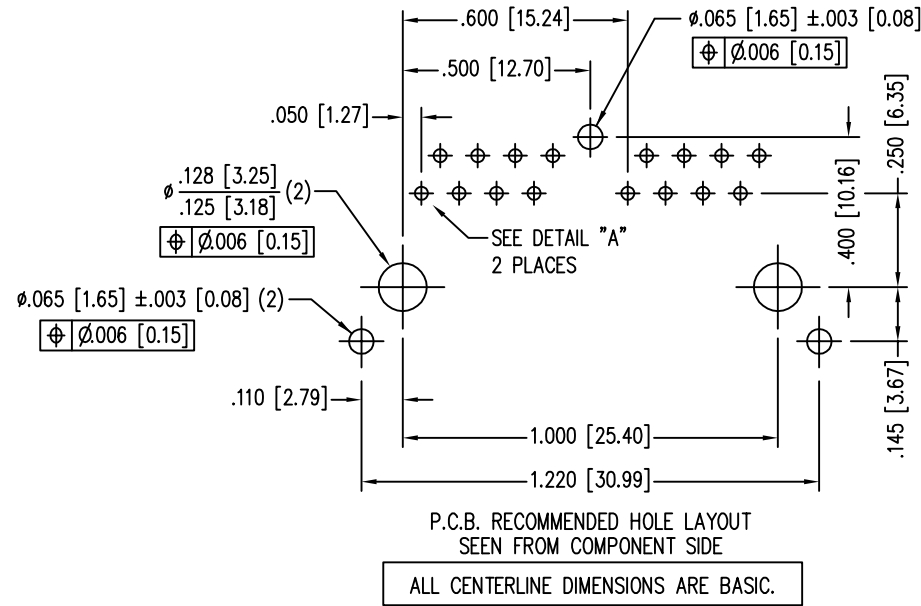 .600 [15.24]
ø.065 [1.65] ±.003 [0.08]
⌖ Ø.006 [0.15]
.500 [12.70]
.050 [1.27]
.250 [6.35]
.400 [10.16]
ø .128 [3.25] (2)
.125 [3.18]
⌖ Ø.006 [0.15]
SEE DETAIL "A"
2 PLACES
ø.065 [1.65] ±.003 [0.08] (2)
⌖ Ø.006 [0.15]
.145 [3.67]
.110 [2.79]
1.000 [25.40]
1.220 [30.99]
P.C.B. RECOMMENDED HOLE LAYOUT
SEEN FROM COMPONENT SIDE
ALL CENTERLINE DIMENSIONS ARE BASIC.